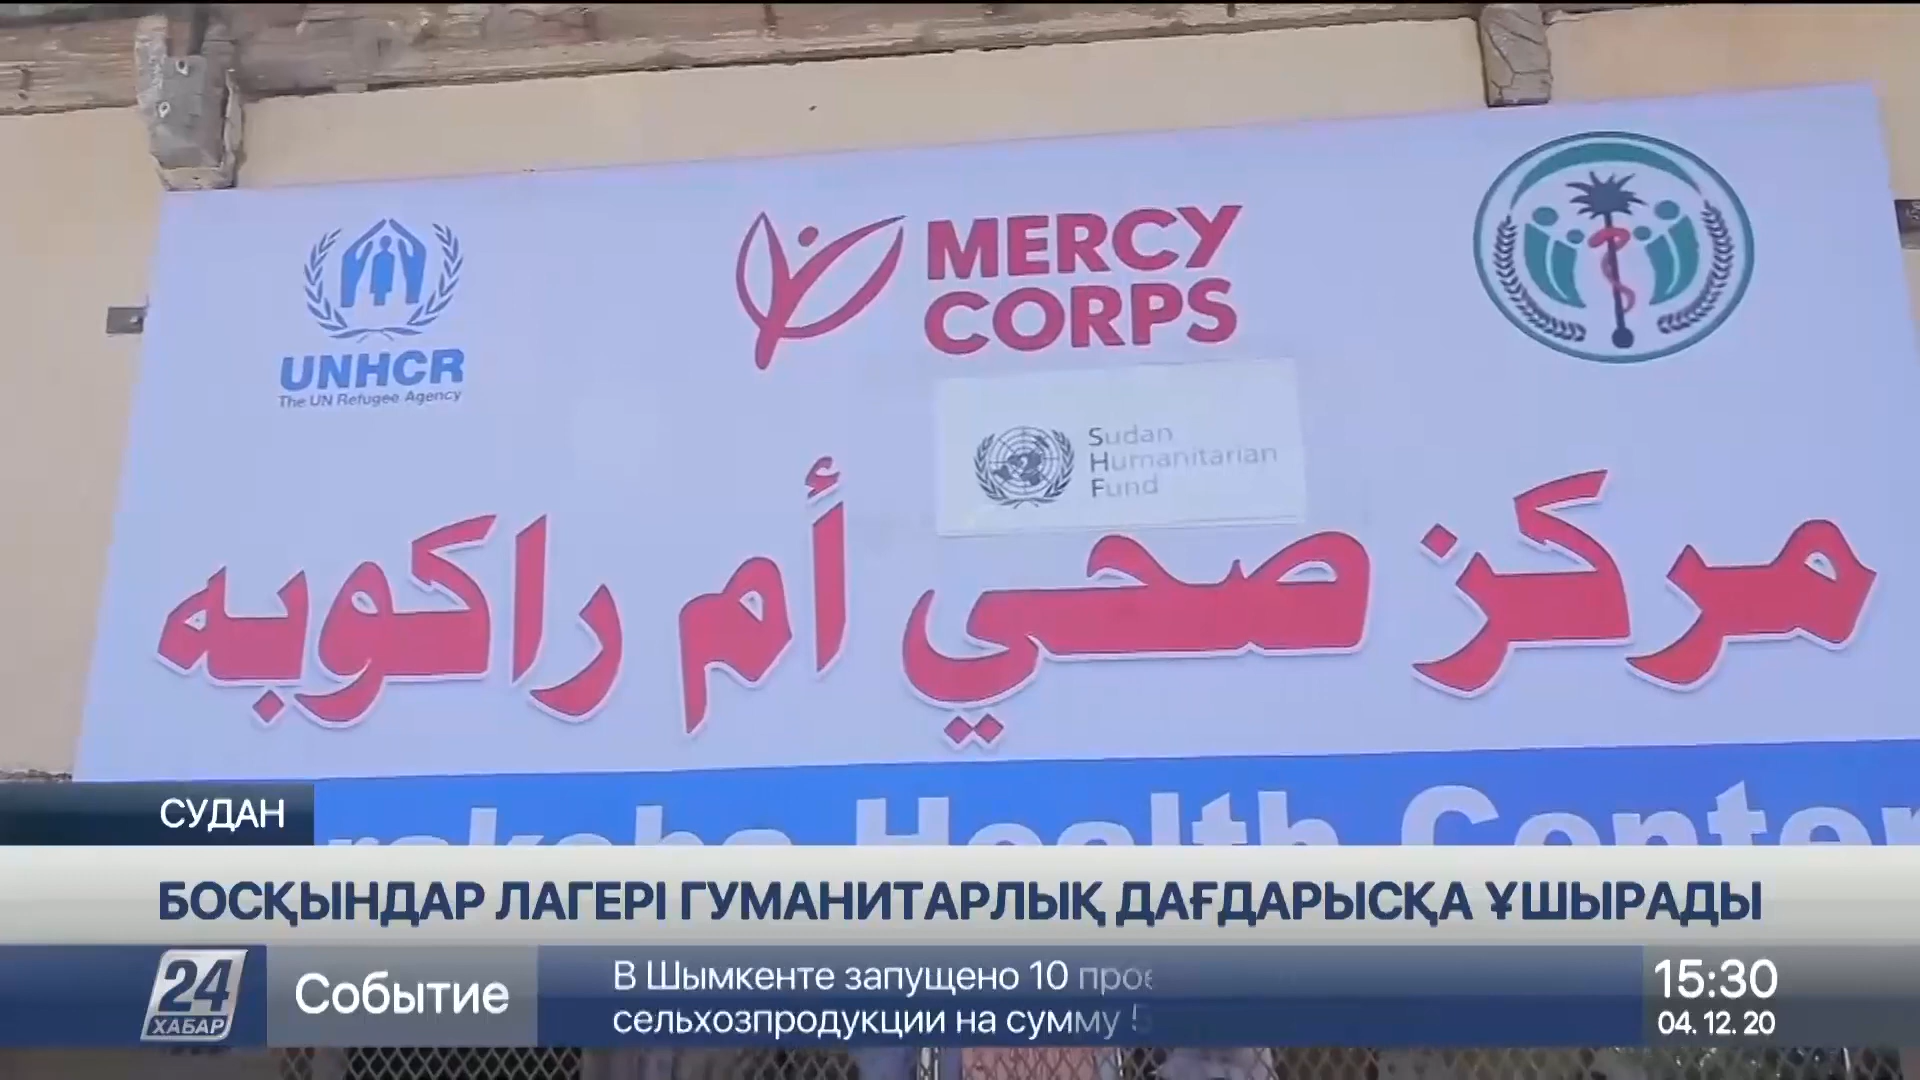 UNHCR
The UN Refugee Agency
MERCY
CORPS
Sudan
Humanitarian
Fund
مركز صحي أم راكوبه
Health Center
СУДАН
БОСҚЫНДАР ЛАГЕРІ ГУМАНИТАРЛЫҚ ДАҒДАРЫСҚА ҰШЫРАДЫ
24
ХАБАР
Событие
В Шымкенте запущено 10
сельхозпродукции на сумму
15:30
04. 12. 20